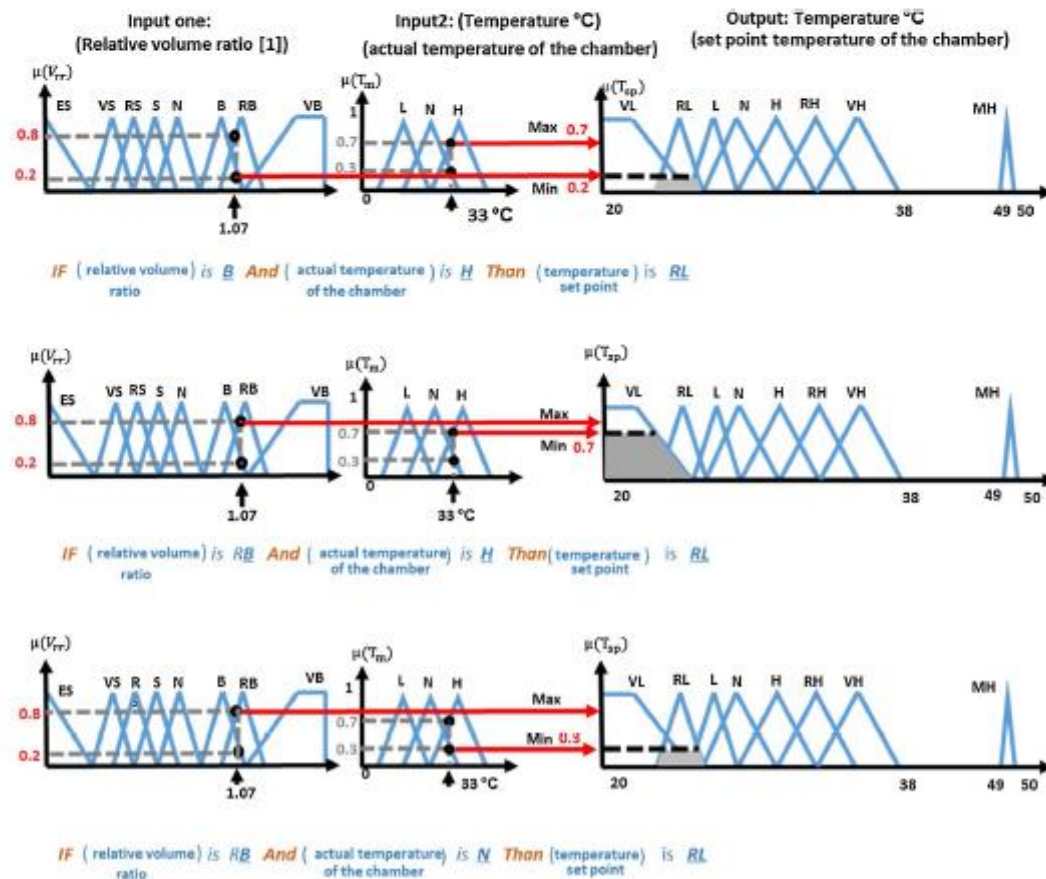 Input one:
(Relative volume ratio [1])
Input2: (Temperature °C)
(actual temperature of the chamber)
Output: Temperature °C
(set point temperature of the chamber)
μ(Vrr)
ES VS RS S N B RB VB
0.8
0.2
1.07
μ(Tm)
L N H
1
0.7
0.3
0
33 °C
Max 0.7
Min 0.2
μ(Tsp)
VL RL L N H RH VH MH
20 38 49 50
IF (relative volume) is B And (actual temperature) is H Than (temperature) is RL
ratio of the chamber set point
μ(Vrr)
ES VS RS S N B RB VB
0.8
0.2
1.07
μ(Tm)
L N H
1
0.7
0.3
0
33 °C
Max
Min 0.7
μ(Tsp)
VL RL L N H RH VH MH
20 38 49 50
IF (relative volume) is RB And (actual temperature) is H Than (temperature) is RL
ratio of the chamber set point
μ(Vrr)
ES VS R S N B RB VB
S
0.8
0.2
1.07
μ(Tm)
L N H
1
0.7
0.3
0
33 °C
Max
Min 0.3
μ(Tsp)
VL RL L N H RH VH MH
20 38 49 50
IF (relative volume) is RB And (actual temperature) is N Than (temperature) is RL
ratio of the chamber set point